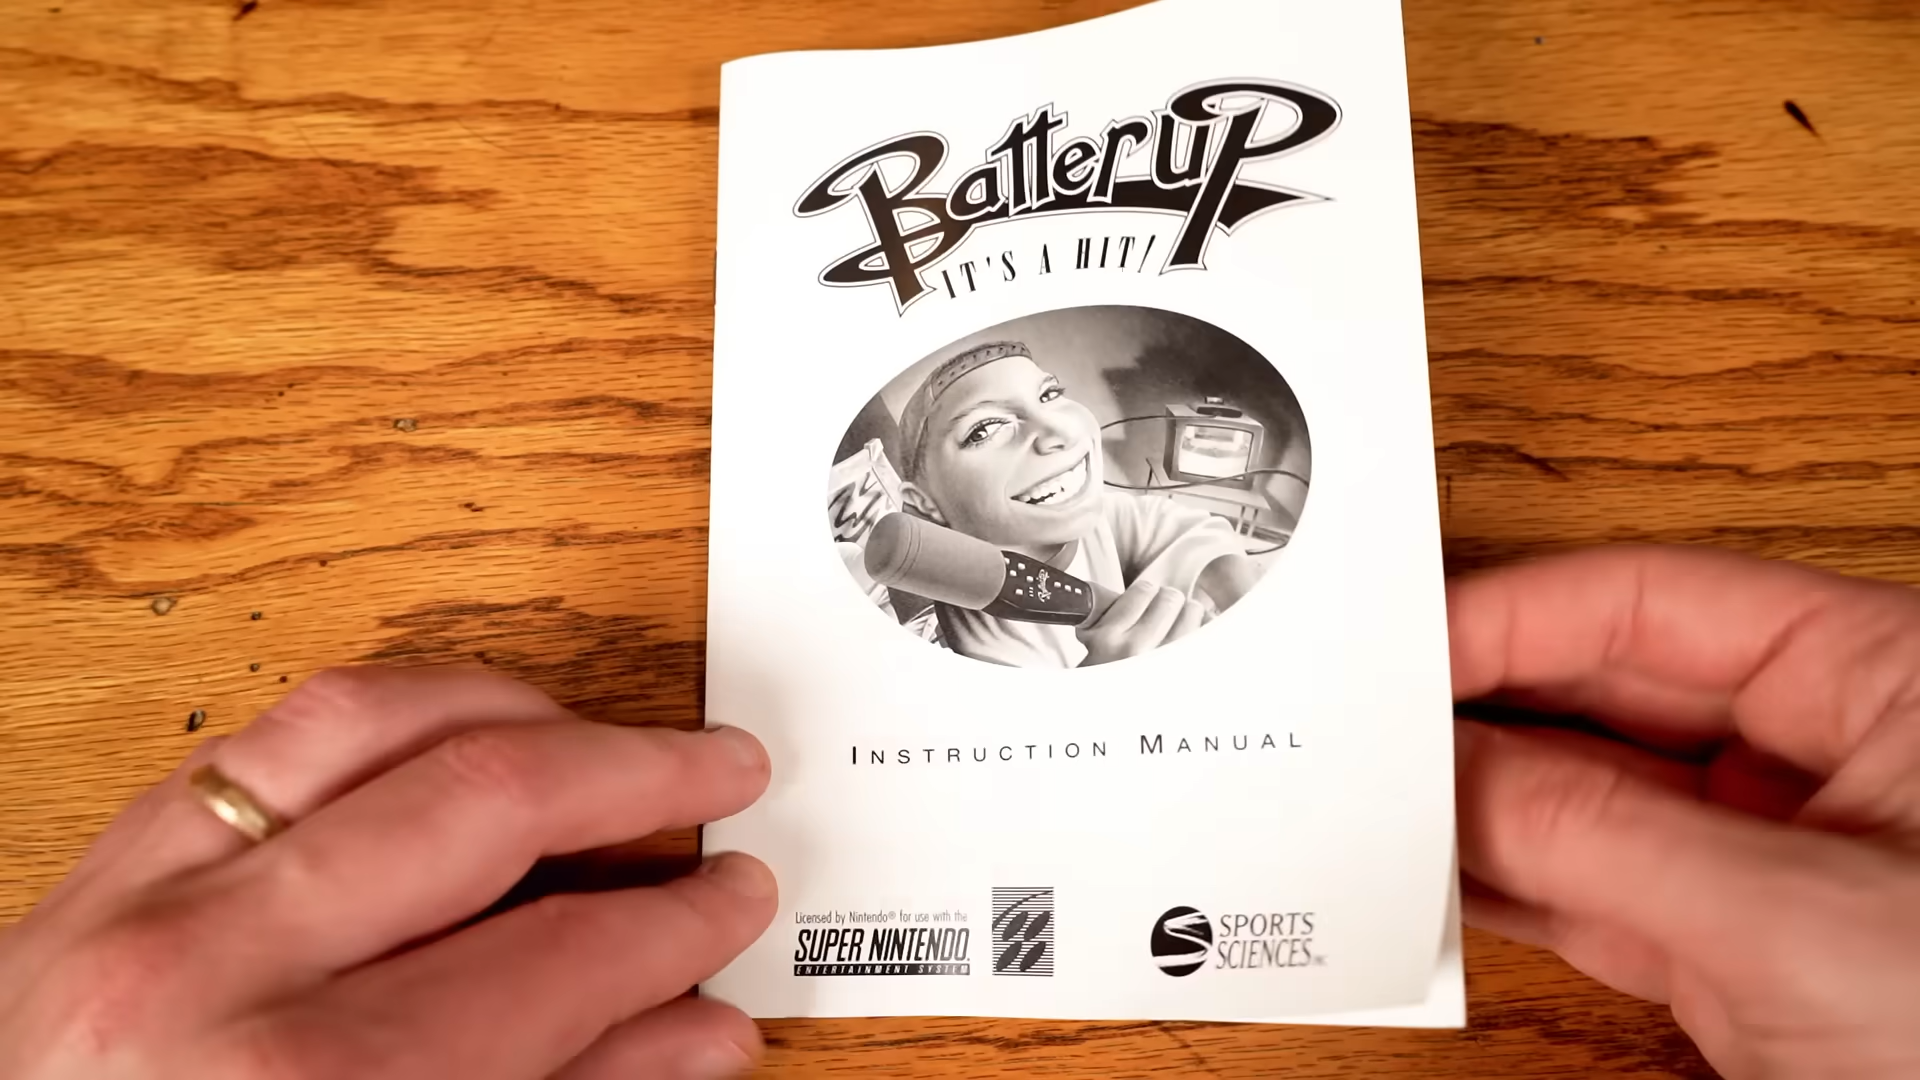 Batter up
IT'S A HIT!
INSTRUCTION MANUAL
Licensed by Nintendo® for use with the
SUPER NINTENDO
ENTERTAINMENT SYSTEM
SPORTS
SCIENCES INC